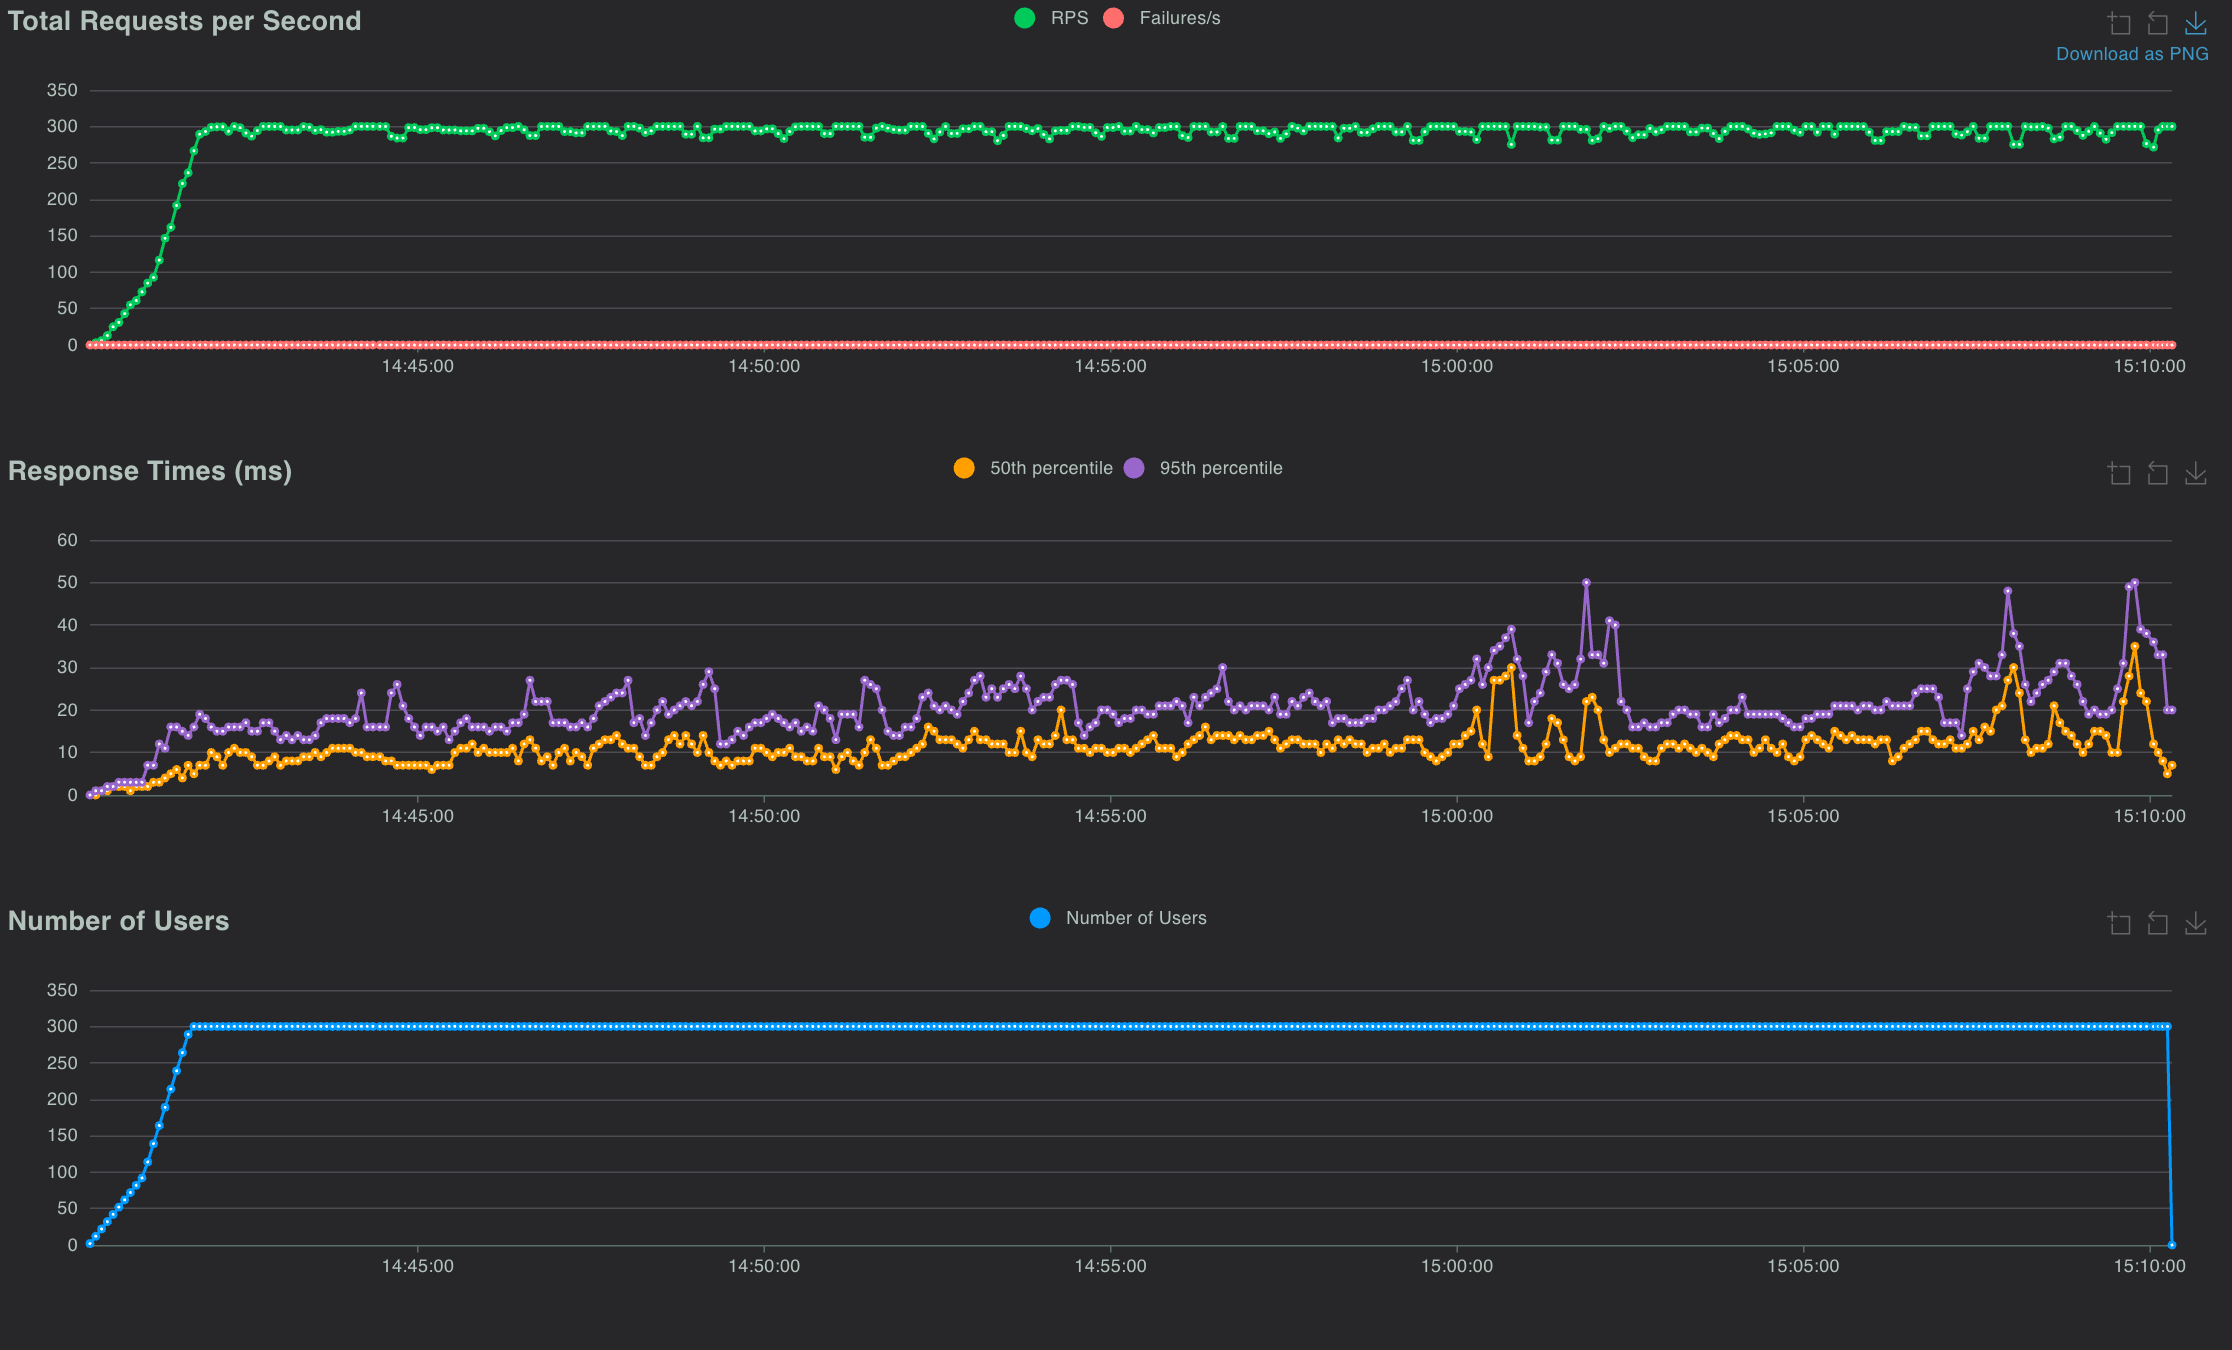 Total Requests per Second
RPS Failures/s
Download as PNG
350
300
250
200
150
100
50
0
14:45:00 14:50:00 14:55:00 15:00:00 15:05:00 15:10:00
Response Times (ms)
50th percentile 95th percentile
60
50
40
30
20
10
0
14:45:00 14:50:00 14:55:00 15:00:00 15:05:00 15:10:00
Number of Users
Number of Users
350
300
250
200
150
100
50
0
14:45:00 14:50:00 14:55:00 15:00:00 15:05:00 15:10:00